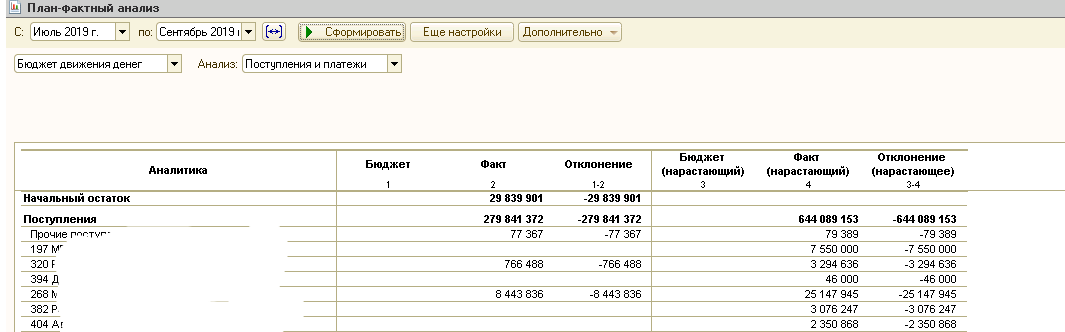 План-фактный анализ
С: Июль 2019 г. по: Сентябрь 2019 Сформировать Еще настройки Дополнительно
Бюджет движения денег Анализ: Поступления и платежи
Аналитика Бюджет Факт Отклонение Бюджет (нарастающий) Факт (нарастающий) Отклонение (нарастающее)
1 2 1-2 3 4 3-4
Начальный остаток 29 839 901 -29 839 901
Поступления 279 841 372 -279 841 372 644 089 153 -644 089 153
Прочие 77 367 -77 367 79 389 -79 389
197 7 550 000 -7 550 000
320 766 488 -766 488 3 294 636 -3 294 636
394 Д 46 000 -46 000
268 8 443 836 -8 443 836 25 147 945 -25 147 945
382 3 076 247 -3 076 247
404 2 350 868 -2 350 868